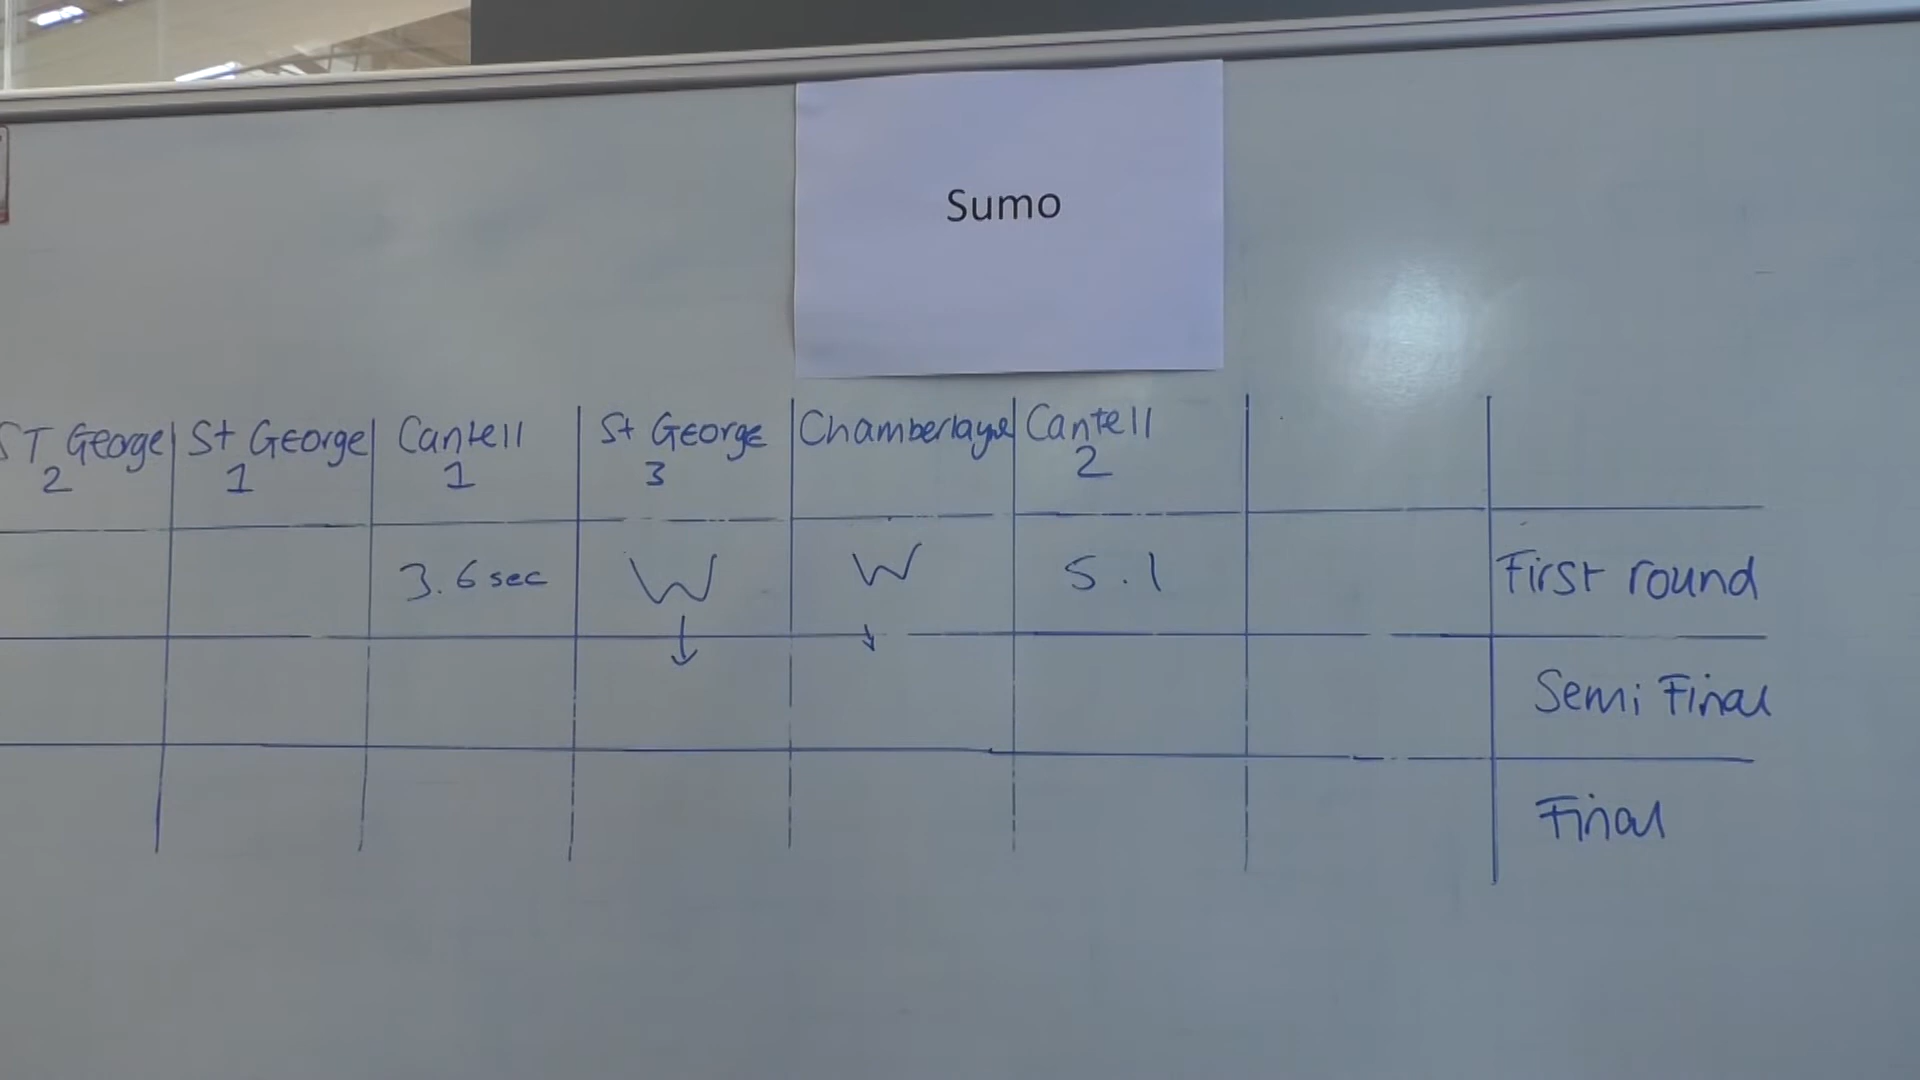 Sumo
ST George St George Cantell St George Chamberlayne Cantell
2 1 1 3 2
3.6 sec W W 5.1 First round
Semi Final
Final